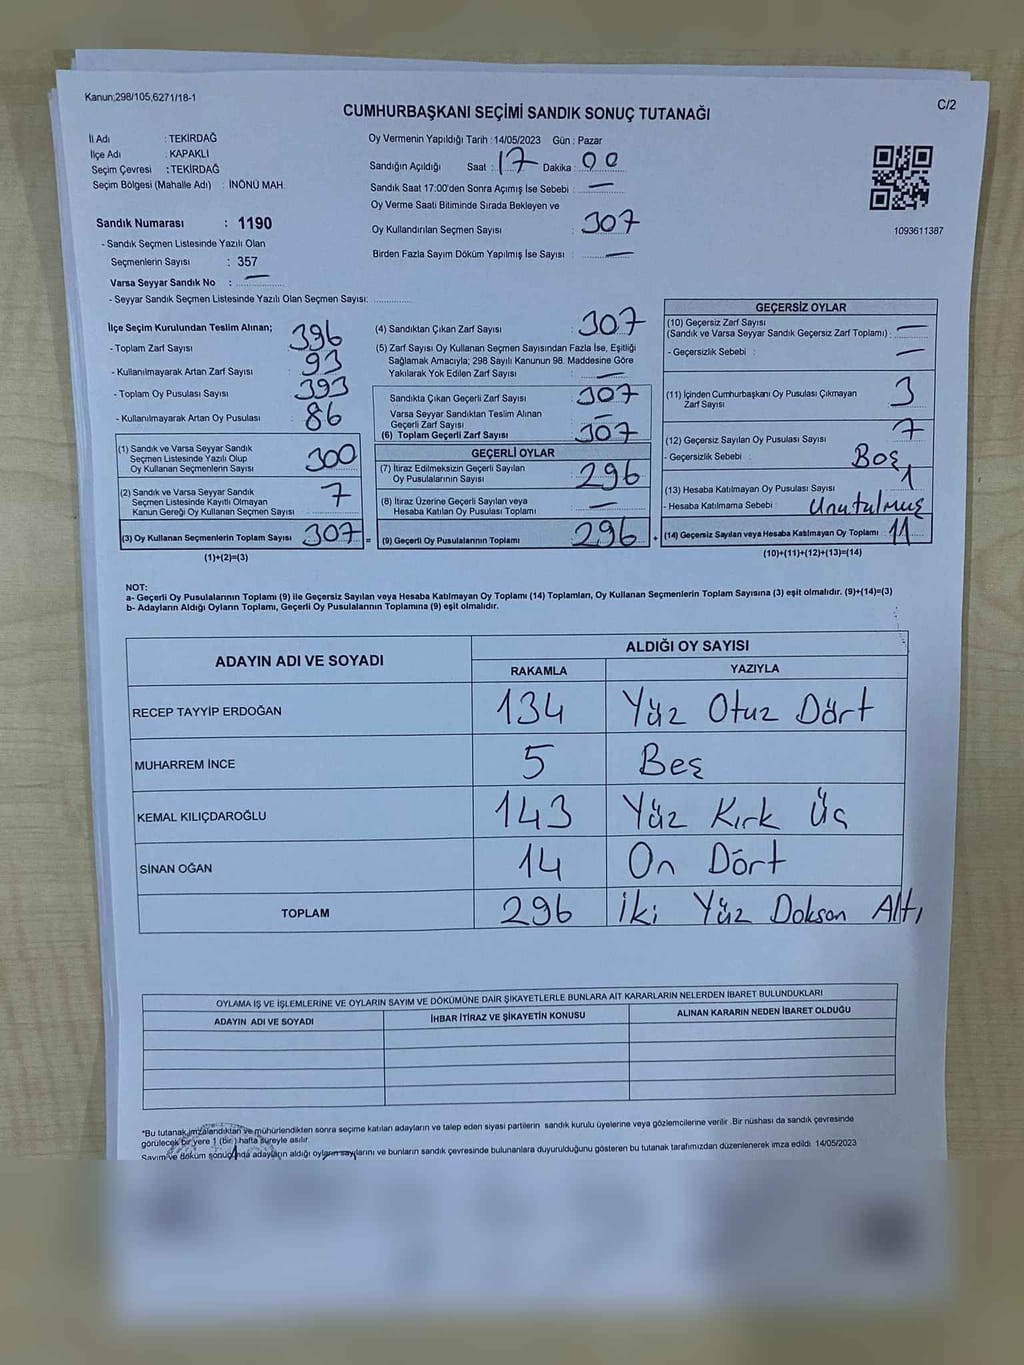 Kanun;298/105,6271/18-1
C/2
CUMHURBAŞKANI SEÇİMİ SANDIK SONUÇ TUTANAĞI
İl Adı : TEKİRDAĞ
İlçe Adı : KAPAKLI
Seçim Çevresi : TEKİRDAĞ
Seçim Bölgesi (Mahalle Adı) : İNÖNÜ MAH.
Oy Vermenin Yapıldığı Tarih : 14/05/2023 Gün : Pazar
Sandığın Açıldığı Saat : 17 Dakika : 00
Sandık Saat 17:00'den Sonra Açımış İse Sebebi : —
Oy Verme Saati Bitiminde Sırada Bekleyen ve
Oy Kullandırılan Seçmen Sayısı : 307
Birden Fazla Sayım Döküm Yapılmış İse Sayısı : —
1093611387
Sandık Numarası : 1190
- Sandık Seçmen Listesinde Yazılı Olan
Seçmenlerin Sayısı : 357
Varsa Seyyar Sandık No : —
- Seyyar Sandık Seçmen Listesinde Yazılı Olan Seçmen Sayısı: ............
İlçe Seçim Kurulundan Teslim Alınan;
- Toplam Zarf Sayısı 396
- Kullanılmayarak Artan Zarf Sayısı : 93
- Toplam Oy Pusulası Sayısı : 393
- Kullanılmayarak Artan Oy Pusulası : 86
(1) Sandık ve Varsa Seyyar Sandık
Seçmen Listesinde Yazılı Olup
Oy Kullanan Seçmenlerin Sayısı : 300
(2) Sandık ve Varsa Seyyar Sandık
Seçmen Listesinde Kayıtlı Olmayan
Kanun Gereği Oy Kullanan Seçmen Sayısı : 7
(3) Oy Kullanan Seçmenlerin Toplam Sayısı : 307 =
(1)+(2)=(3)
(4) Sandıktan Çıkan Zarf Sayısı : 307
(5) Zarf Sayısı Oy Kullanan Seçmen Sayısından Fazla İse, Eşitliği
Sağlamak Amacıyla; 298 Sayılı Kanunun 98. Maddesine Göre
Yakılarak Yok Edilen Zarf Sayısı : —
Sandıkta Çıkan Geçerli Zarf Sayısı : 307
Varsa Seyyar Sandıktan Teslim Alınan
Geçerli Zarf Sayısı : —
(6) Toplam Geçerli Zarf Sayısı : 307
GEÇERLİ OYLAR
(7) İtiraz Edilmeksizin Geçerli Sayılan
Oy Pusulalarının Sayısı : 296
(8) İtiraz Üzerine Geçerli Sayılan veya
Hesaba Katılan Oy Pusulası Toplamı : —
(9) Geçerli Oy Pusulalarının Toplamı : 296 +
GEÇERSİZ OYLAR
(10) Geçersiz Zarf Sayısı
(Sandık ve Varsa Seyyar Sandık Geçersiz Zarf Toplamı) : —
- Geçersizlik Sebebi : —
(11) İçinden Cumhurbaşkanı Oy Pusulası Çıkmayan
Zarf Sayısı : 3
(12) Geçersiz Sayılan Oy Pusulası Sayısı : 7
- Geçersizlik Sebebi : Boş
(13) Hesaba Katılmayan Oy Pusulası Sayısı : 1
- Hesaba Katılmama Sebebi : Unutulmuş
(14) Geçersiz Sayılan veya Hesaba Katılmayan Oy Toplamı : 11
(10)+(11)+(12)+(13)=(14)
NOT:
a- Geçerli Oy Pusulalarının Toplamı (9) ile Geçersiz Sayılan veya Hesaba Katılmayan Oy Toplamı (14) Toplamları, Oy Kullanan Seçmenlerin Toplam Sayısına (3) eşit olmalıdır. (9)+(14)=(3)
b- Adayların Aldığı Oyların Toplamı, Geçerli Oy Pusulalarının Toplamına (9) eşit olmalıdır.
ADAYIN ADI VE SOYADI
ALDIĞI OY SAYISI
RAKAMLA YAZIYLA
RECEP TAYYİP ERDOĞAN 134 Yüz Otuz Dört
MUHARREM İNCE 5 Beş
KEMAL KILIÇDAROĞLU 143 Yüz Kırk Üç
SİNAN OĞAN 14 On Dört
TOPLAM 296 İki Yüz Doksan Altı
OYLAMA İŞ VE İŞLEMLERİNE VE OYLARIN SAYIM VE DÖKÜMÜNE DAİR ŞİKAYETLERLE BUNLARA AİT KARARLARIN NELERDEN İBARET BULUNDUKLARI
ADAYIN ADI VE SOYADI İHBAR İTİRAZ VE ŞİKAYETİN KONUSU ALINAN KARARIN NEDEN İBARET OLDUĞU
*Bu tutanak,imzalandıktan ve mühürlendikten sonra seçime katılan adayların ve talep eden siyasi partilerin sandık kurulu üyelerine veya gözlemcilerine verilir. Bir nüshası da sandık çevresinde
görülecek bir yere 1 (bir) hafta süreyle asılır.
Sayım ve döküm sonucunda adayların aldığı oyların sayılarını ve bunların sandık çevresinde bulunanlara duyurulduğunu gösteren bu tutanak tarafımızdan düzenlenerek imza edildi. 14/05/2023